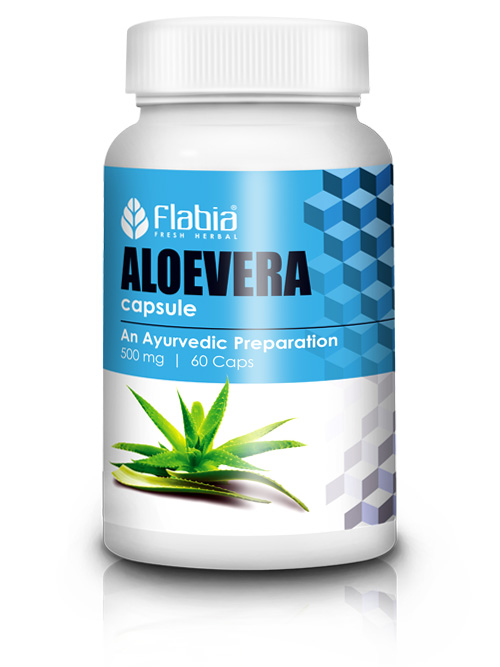 Flabia®
FRESH HERBAL
ALOEVERA
capsule
An Ayurvedic Preparation
500 mg | 60 Caps